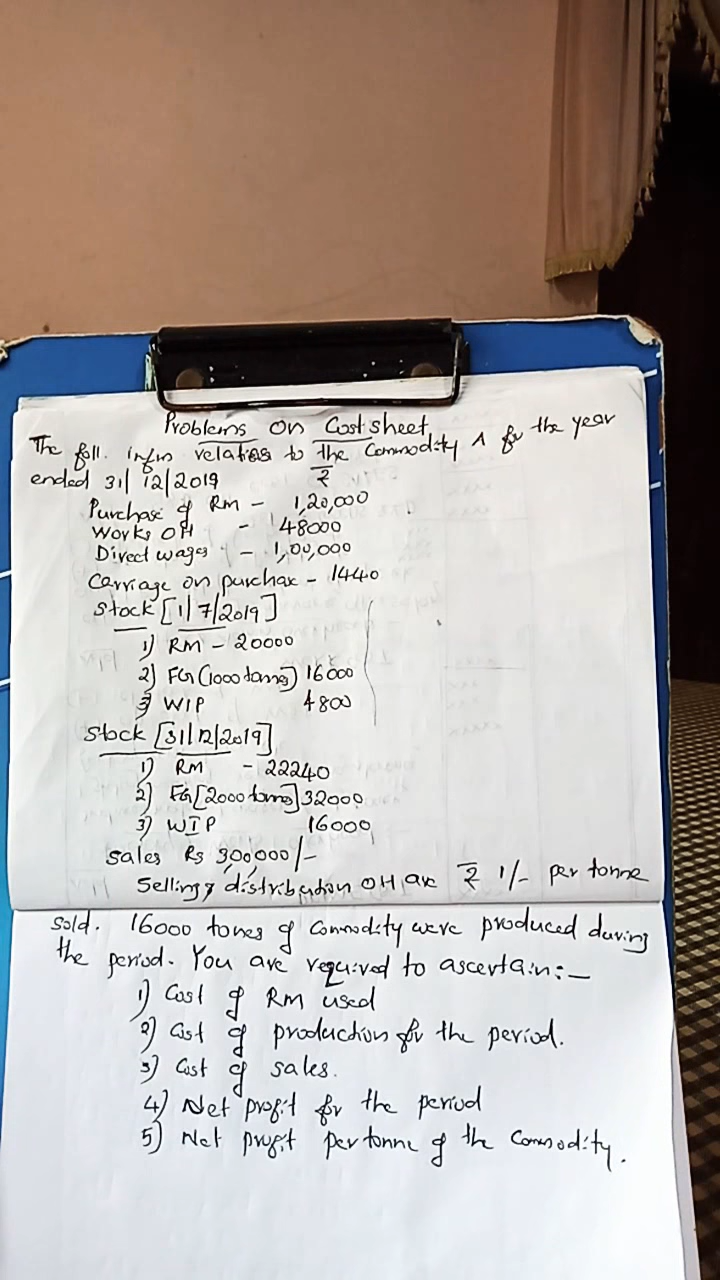 Problems on Cost sheet
The foll. infm relates to the Commodity A for the year
ended 31/12/2019 ₹
Purchase of RM - 1,20,000
Works OH - 48000
Direct wages - 1,00,000
Carriage on purchase - 1440
Stock [1/7/2019]
1) RM - 20000
2) FG (1000 tones) 16000
3) WIP 4800
Stock [31/12/2019]
1) RM - 22240
2) FG [2000 tones] 32000
3) WIP 16000
Sales Rs 300,000/-
Selling & distribution OH are ₹ 1/- per tonne
sold. 16000 tones of Commodity were produced during
the period. You are required to ascertain:-
1) Cost of RM used
2) Cost of production for the period.
3) Cost of sales.
4) Net profit for the period
5) Net profit per tonne of the Commodity.